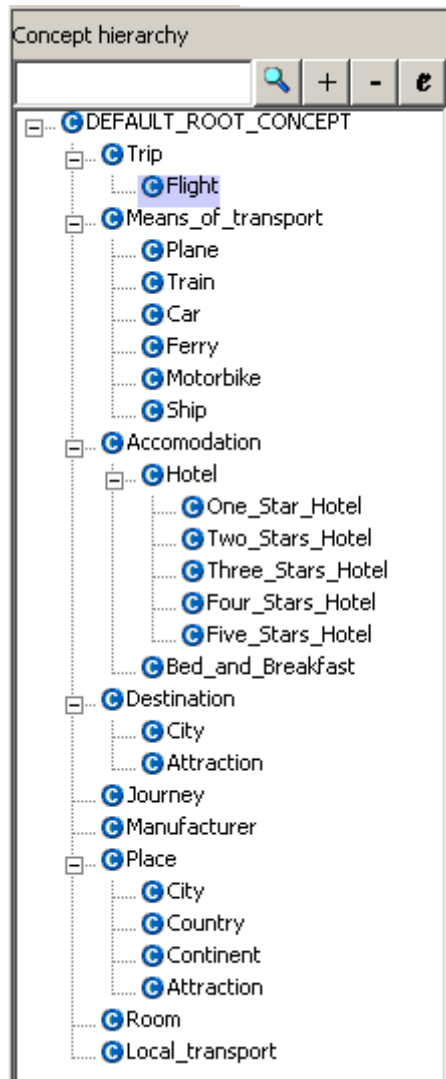 Concept hierarchy
+ - e
DEFAULT_ROOT_CONCEPT
Trip
Flight
Means_of_transport
Plane
Train
Car
Ferry
Motorbike
Ship
Accomodation
Hotel
One_Star_Hotel
Two_Stars_Hotel
Three_Stars_Hotel
Four_Stars_Hotel
Five_Stars_Hotel
Bed_and_Breakfast
Destination
City
Attraction
Journey
Manufacturer
Place
City
Country
Continent
Attraction
Room
Local_transport